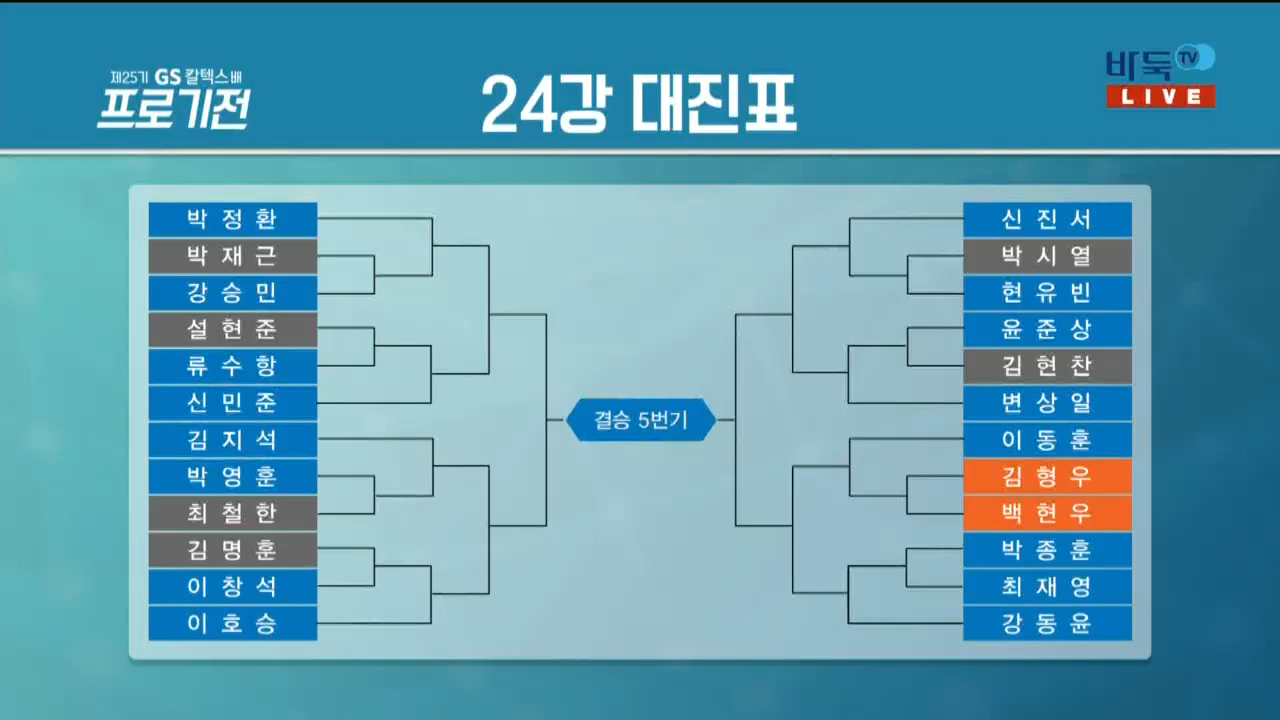 제25기 GS칼텍스배
프로기전
24강 대진표
바둑TV
LIVE
박정환
박재근
강승민
설현준
류수항
신민준
김지석
박영훈
최철한
김명훈
이창석
이호승
결승 5번기
신진서
박시열
현유빈
윤준상
김현찬
변상일
이동훈
김형우
백현우
박종훈
최재영
강동윤